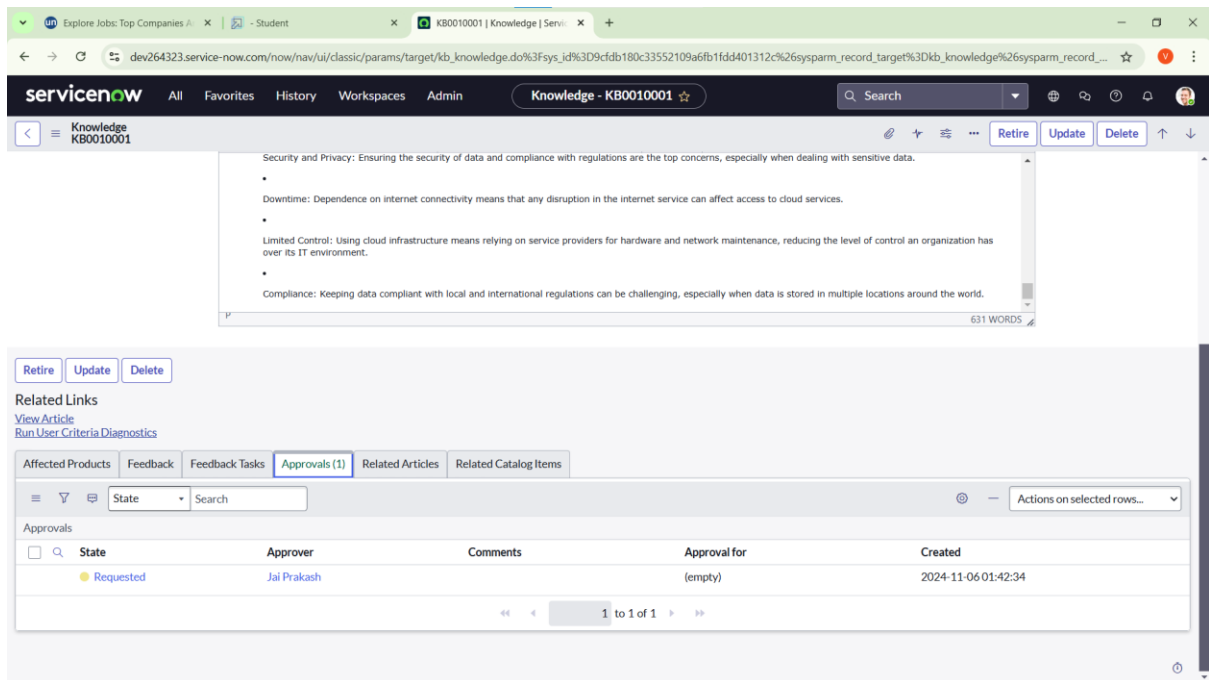 Explore Jobs: Top Companies A
- Student
KB0010001 | Knowledge | Servic
dev264323.service-now.com/now/nav/ui/classic/params/target/kb_knowledge.do%3Fsys_id%3D9cfdb180c33552109a6fb1fdd401312c%26sysparm_record_target%3Dkb_knowledge%26sysparm_record_...
V
servicenow All Favorites History Workspaces Admin Knowledge - KB0010001 Search
Knowledge
KB0010001
Retire Update Delete
Security and Privacy: Ensuring the security of data and compliance with regulations are the top concerns, especially when dealing with sensitive data.
•
Downtime: Dependence on internet connectivity means that any disruption in the internet service can affect access to cloud services.
•
Limited Control: Using cloud infrastructure means relying on service providers for hardware and network maintenance, reducing the level of control an organization has
over its IT environment.
•
Compliance: Keeping data compliant with local and international regulations can be challenging, especially when data is stored in multiple locations around the world.
P 631 WORDS
Retire Update Delete
Related Links
View Article
Run User Criteria Diagnostics
Affected Products Feedback Feedback Tasks Approvals (1) Related Articles Related Catalog Items
State Search Actions on selected rows...
Approvals
State Approver Comments Approval for Created
Requested Jai Prakash (empty) 2024-11-06 01:42:34
1 to 1 of 1